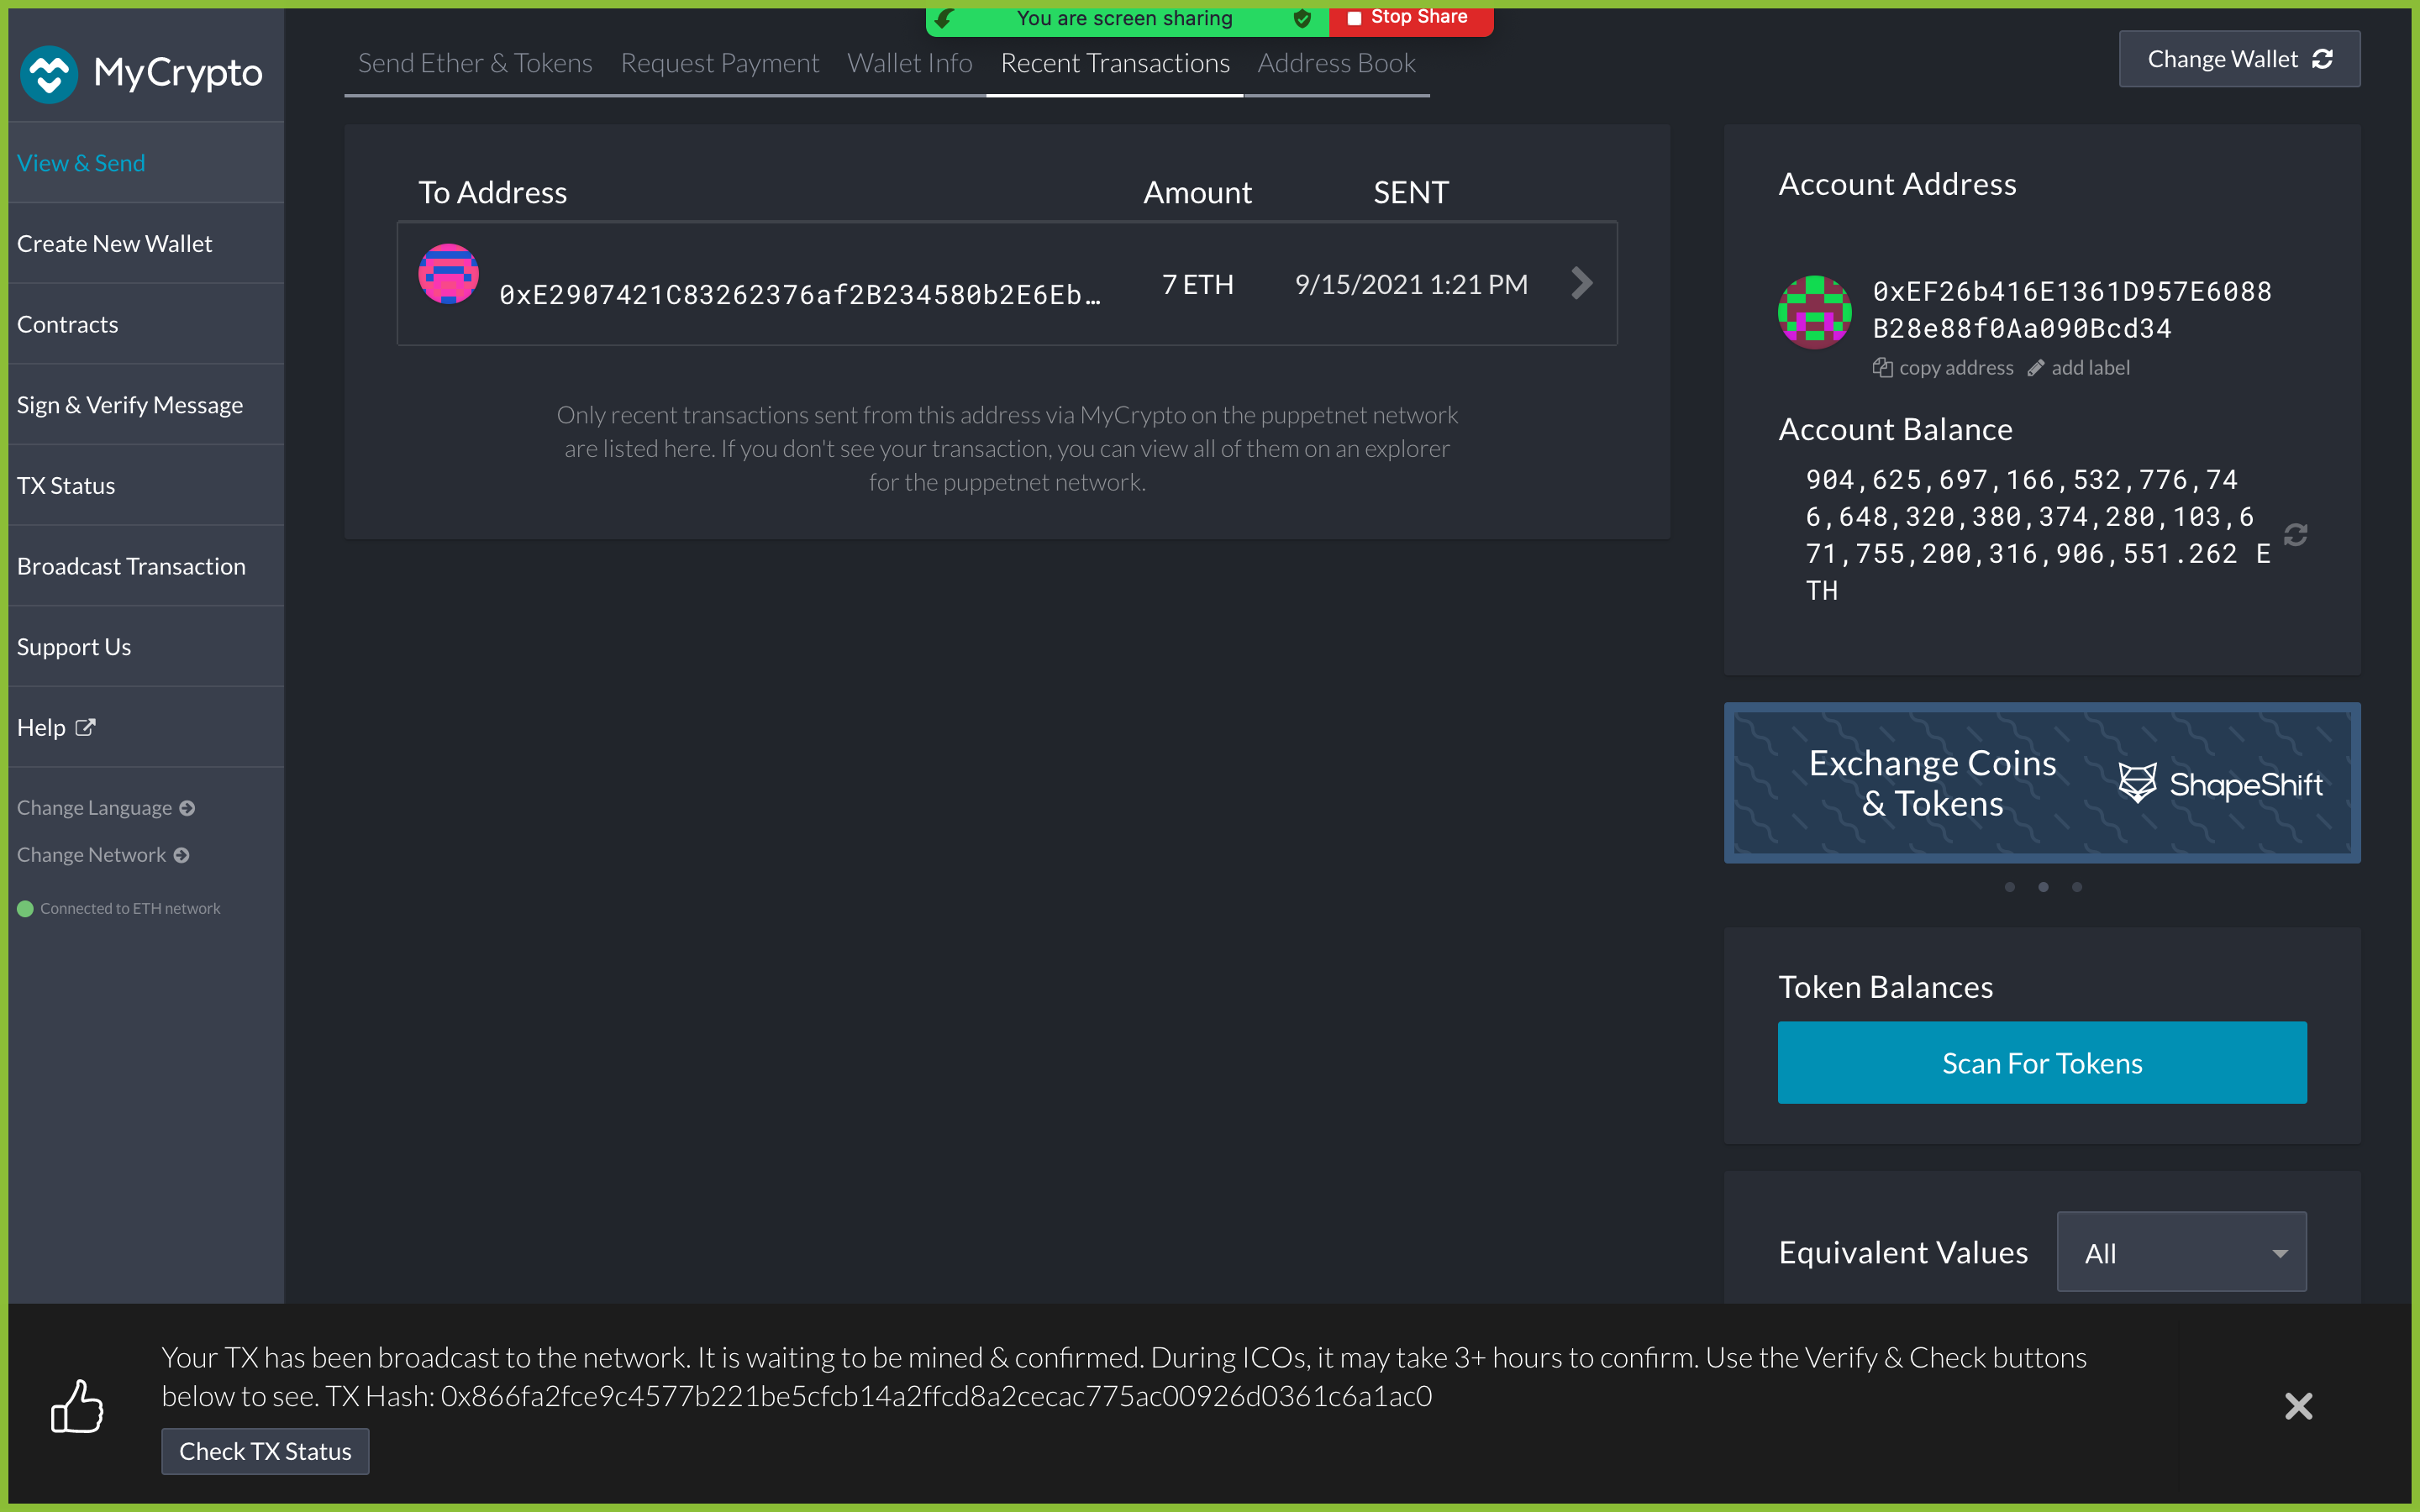 You are screen sharing
Stop Share
MyCrypto
Send Ether & Tokens
Request Payment
Wallet Info
Recent Transactions
Address Book
Change Wallet
View & Send
Create New Wallet
Contracts
Sign & Verify Message
TX Status
Broadcast Transaction
Support Us
Help
Change Language
Change Network
Connected to ETH network
To Address
Amount
SENT
0xE2907421C83262376af2B234580b2E6Eb…
7 ETH
9/15/2021 1:21 PM
Only recent transactions sent from this address via MyCrypto on the puppetnet network
are listed here. If you don't see your transaction, you can view all of them on an explorer
for the puppetnet network.
Account Address
0xEF26b416E1361D957E6088
B28e88f0Aa090Bcd34
copy address
add label
Account Balance
904,625,697,166,532,776,74
6,648,320,380,374,280,103,6
71,755,200,316,906,551.262 E
TH
Exchange Coins
& Tokens
ShapeShift
Token Balances
Scan For Tokens
Equivalent Values
All
Your TX has been broadcast to the network. It is waiting to be mined & confirmed. During ICOs, it may take 3+ hours to confirm. Use the Verify & Check buttons
below to see. TX Hash: 0x866fa2fce9c4577b221be5cfcb14a2ffcd8a2cecac775ac00926d0361c6a1ac0
Check TX Status